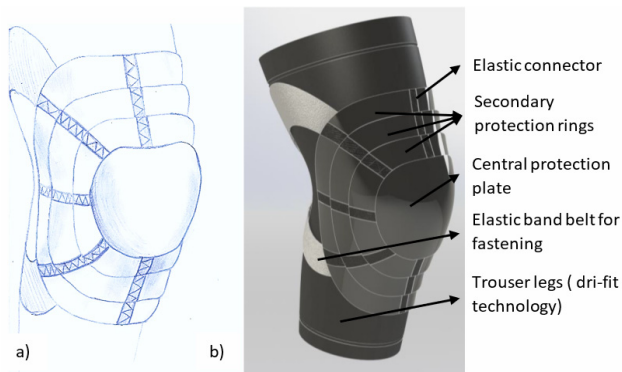 Elastic connector
Secondary
protection rings
Central protection
plate
Elastic band belt for
fastening
Trouser legs ( dri-fit
technology)
a)
b)